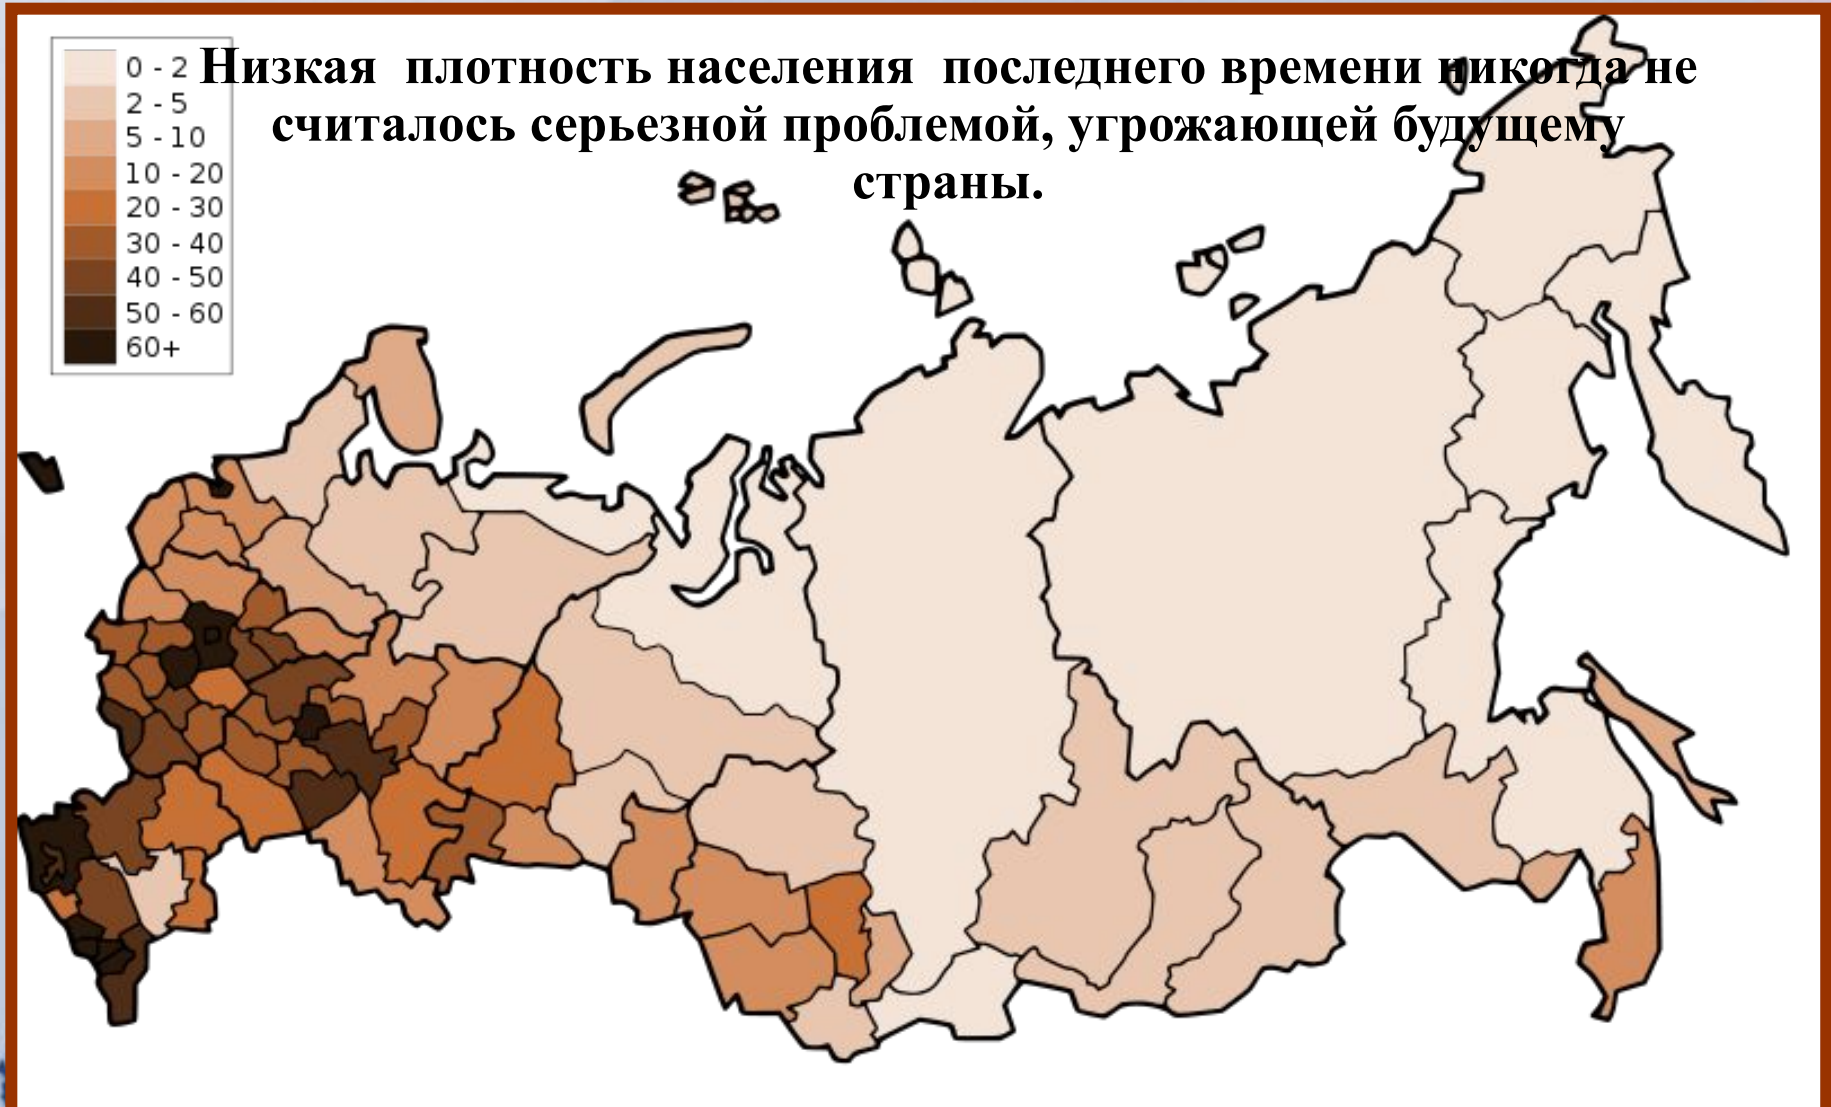 Низкая плотность населения последнего времени никогда не
считалось серьезной проблемой, угрожающей будущему
страны.
0 - 2
2 - 5
5 - 10
10 - 20
20 - 30
30 - 40
40 - 50
50 - 60
60+